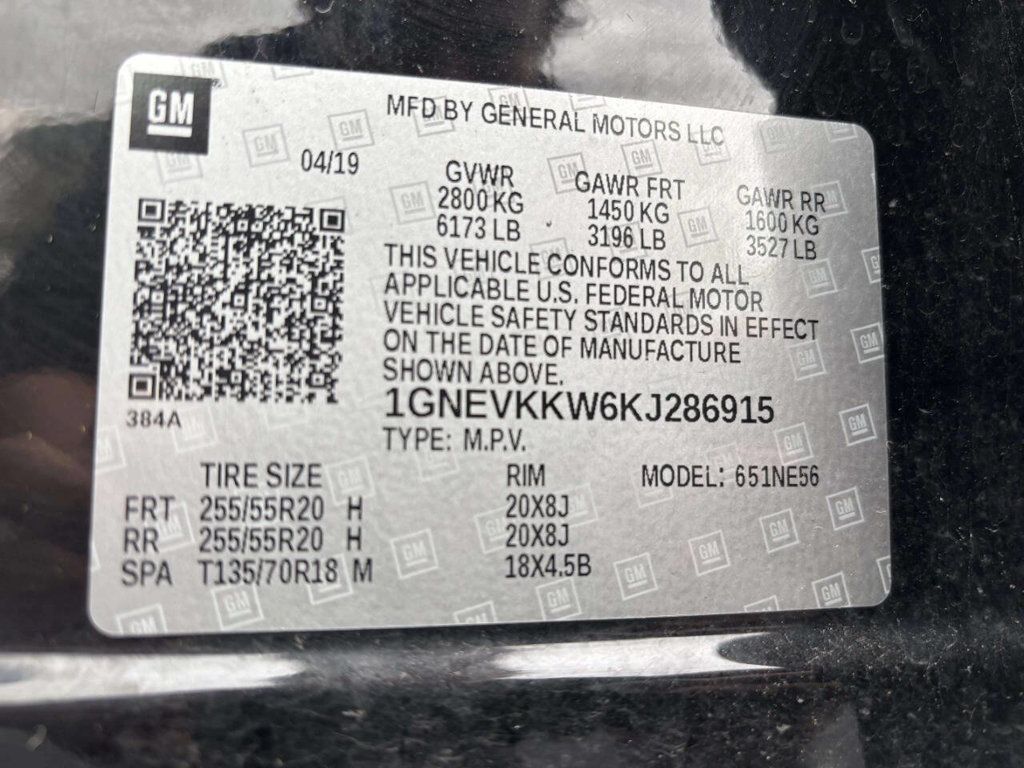 GM
MFD BY GENERAL MOTORS LLC
04/19
GVWR GAWR FRT GAWR RR
2800 KG 1450 KG 1600 KG
6173 LB 3196 LB 3527 LB
THIS VEHICLE CONFORMS TO ALL
APPLICABLE U.S. FEDERAL MOTOR
VEHICLE SAFETY STANDARDS IN EFFECT
ON THE DATE OF MANUFACTURE
SHOWN ABOVE.
384A
1GNEVKKW6KJ286915
TYPE: M.P.V.
TIRE SIZE RIM MODEL: 651NE56
FRT 255/55R20 H 20X8J
RR 255/55R20 H 20X8J
SPA T135/70R18 M 18X4.5B